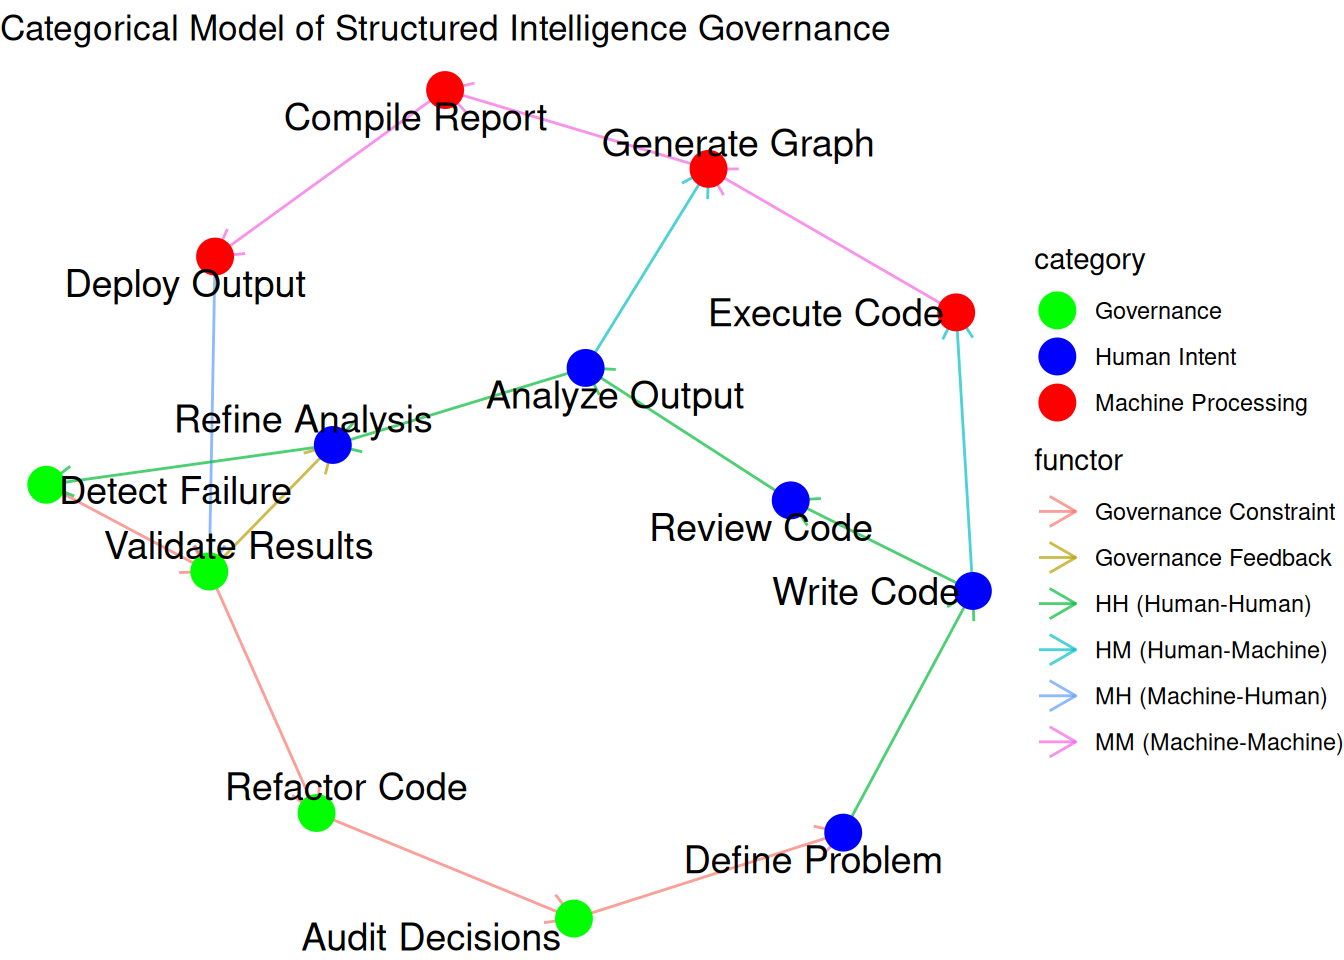 Categorical Model of Structured Intelligence Governance
Compile Report
Generate Graph
Deploy Output
Execute Code
Analyze Output
Refine Analysis
Detect Failure
Validate Results
Review Code
Write Code
Refactor Code
Define Problem
Audit Decisions
category
Governance
Human Intent
Machine Processing
functor
Governance Constraint
Governance Feedback
HH (Human-Human)
HM (Human-Machine)
MH (Machine-Human)
MM (Machine-Machine)